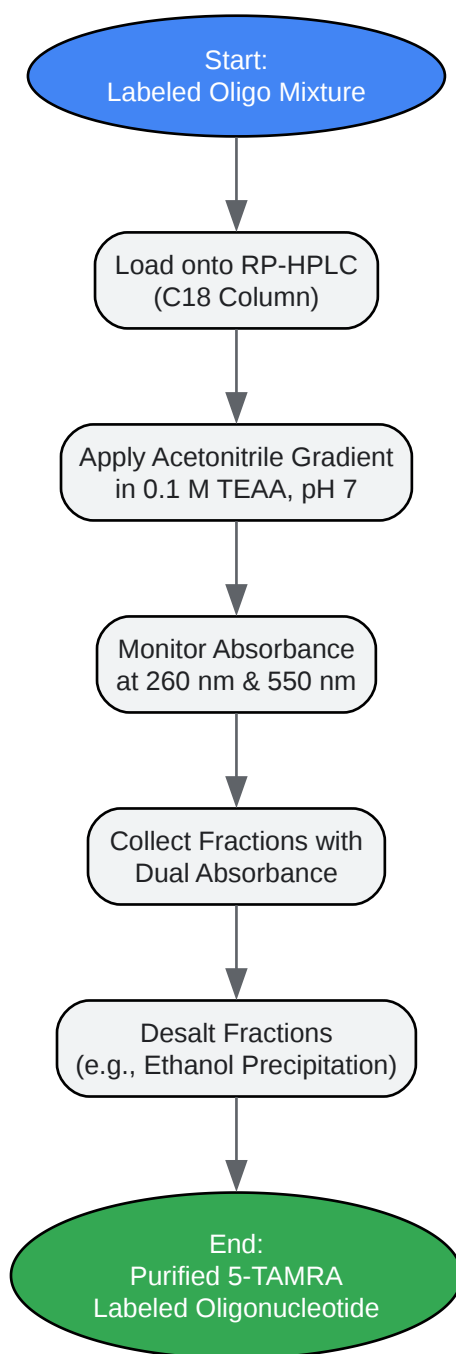 Start:
Labeled Oligo Mixture
Load onto RP-HPLC
(C18 Column)
Apply Acetonitrile Gradient
in 0.1 M TEAA, pH 7
Monitor Absorbance
at 260 nm & 550 nm
Collect Fractions with
Dual Absorbance
Desalt Fractions
(e.g., Ethanol Precipitation)
End:
Purified 5-TAMRA
Labeled Oligonucleotide